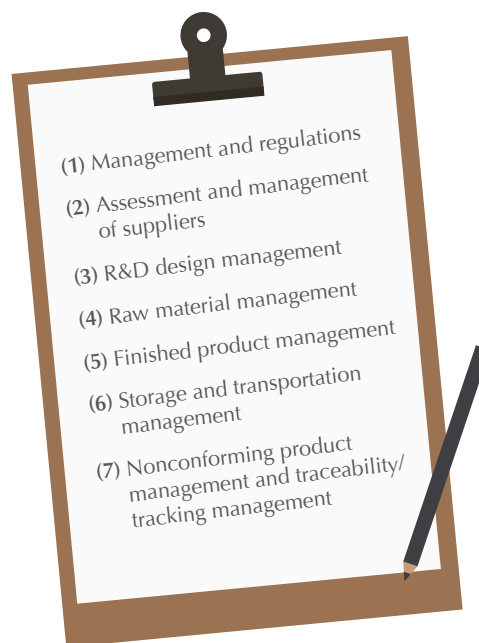 (1) Management and regulations
(2) Assessment and management
of suppliers
(3) R&D design management
(4) Raw material management
(5) Finished product management
(6) Storage and transportation
management
(7) Nonconforming product
management and traceability/
tracking management